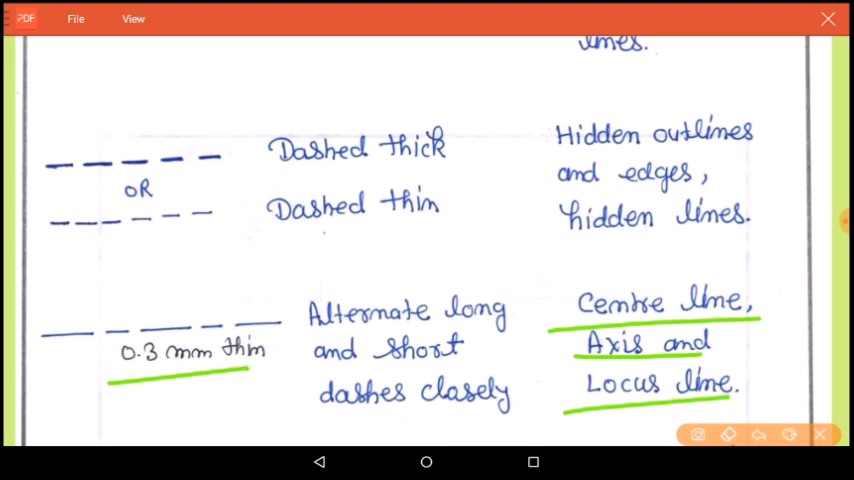 PDF File View
lines.
Dashed thick
Hidden outlines
and edges,
hidden lines.
OR
Dashed thin
Alternate long
and short
dashes closely
Centre line,
Axis and
Locus line.
0.3 mm thin